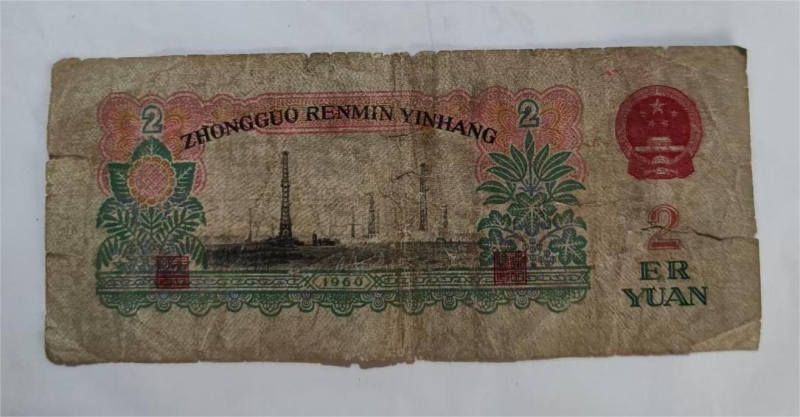 2
ZHONGGUO RENMIN YINHANG
2
1960
2
ER
YUAN